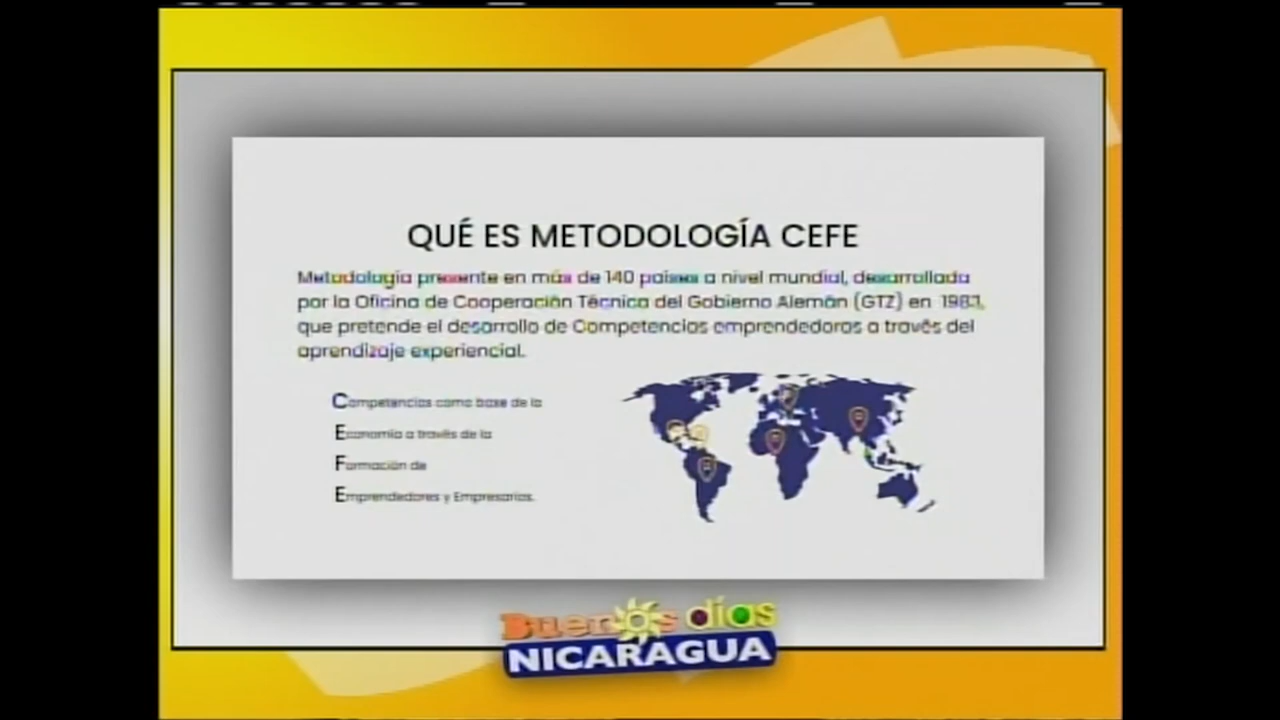 QUÉ ES METODOLOGÍA CEFE
Metodología presente en más de 140 países a nivel mundial, desarrollada
por la Oficina de Cooperación Técnica del Gobierno Alemán (GTZ) en 1983,
que pretende el desarrollo de Competencias emprendedoras a través del
aprendizaje experiencial.
Competencias como base de la
Economía a través de la
Formación de
Emprendedores y Empresarios.
Buenos días
NICARAGUA